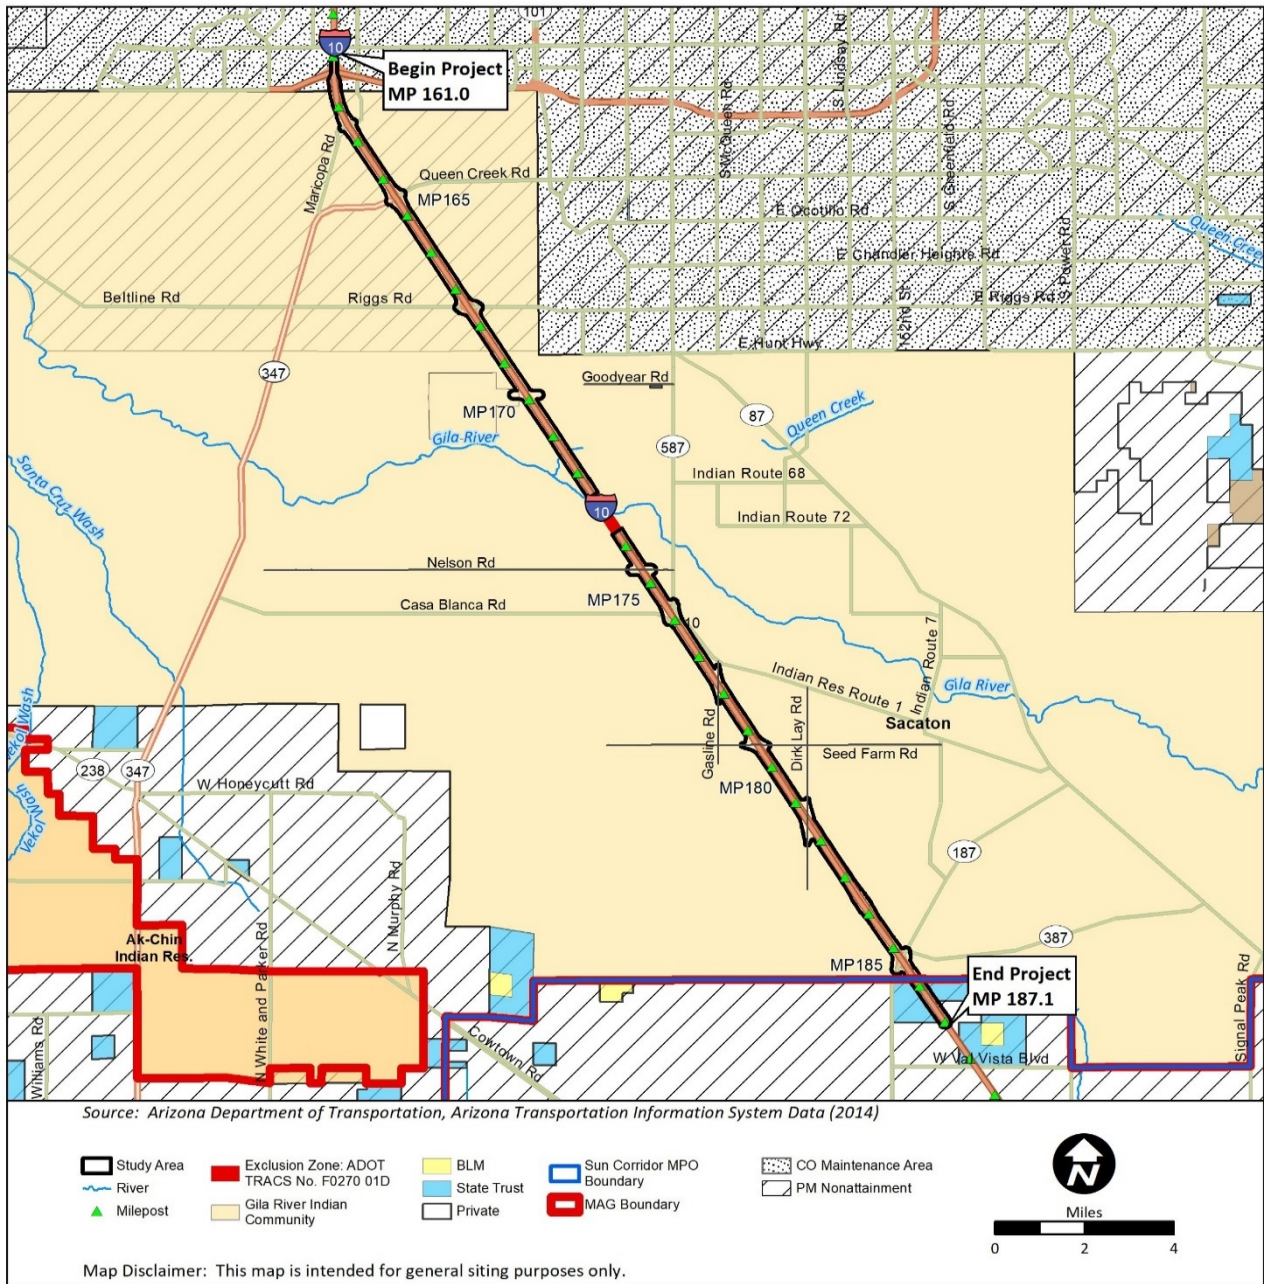 101
10
Begin Project
MP 161.0
S Lindsay Rd
S McQueen Rd
S Greenfield Rd
Maricopa Rd
Queen Creek Rd
MP165
E Ocotillo Rd
Queen Creek
E Chandler Heights Rd
S Power Rd
Beltline Rd
Riggs Rd
E Riggs Rd
162nd St
E Hunt Hwy
347
Goodyear Rd
MP170
87
Queen Creek
Gila River
587
Santa Cruz Wash
Indian Route 68
10
Indian Route 72
Nelson Rd
MP175
Casa Blanca Rd
10
Indian Route 7
Indian Res Route 1
Gila River
Sacaton
Vekol Wash
Gasline Rd
Dirk Lay Rd
Seed Farm Rd
238
347
W Honeycutt Rd
MP180
Vekol Wash
187
N Murphy Rd
Ak-Chin
Indian Res.
N White and Parker Rd
387
MP185
End Project
MP 187.1
Signal Peak Rd
Williams Rd
Cowtown Rd
W Val Vista Blvd
Source: Arizona Department of Transportation, Arizona Transportation Information System Data (2014)
Study Area
River
Milepost
Exclusion Zone: ADOT
TRACS No. F0270 01D
Gila River Indian
Community
BLM
State Trust
Private
Sun Corridor MPO
Boundary
MAG Boundary
CO Maintenance Area
PM Nonattainment
N
Miles
0 2 4
Map Disclaimer: This map is intended for general siting purposes only.